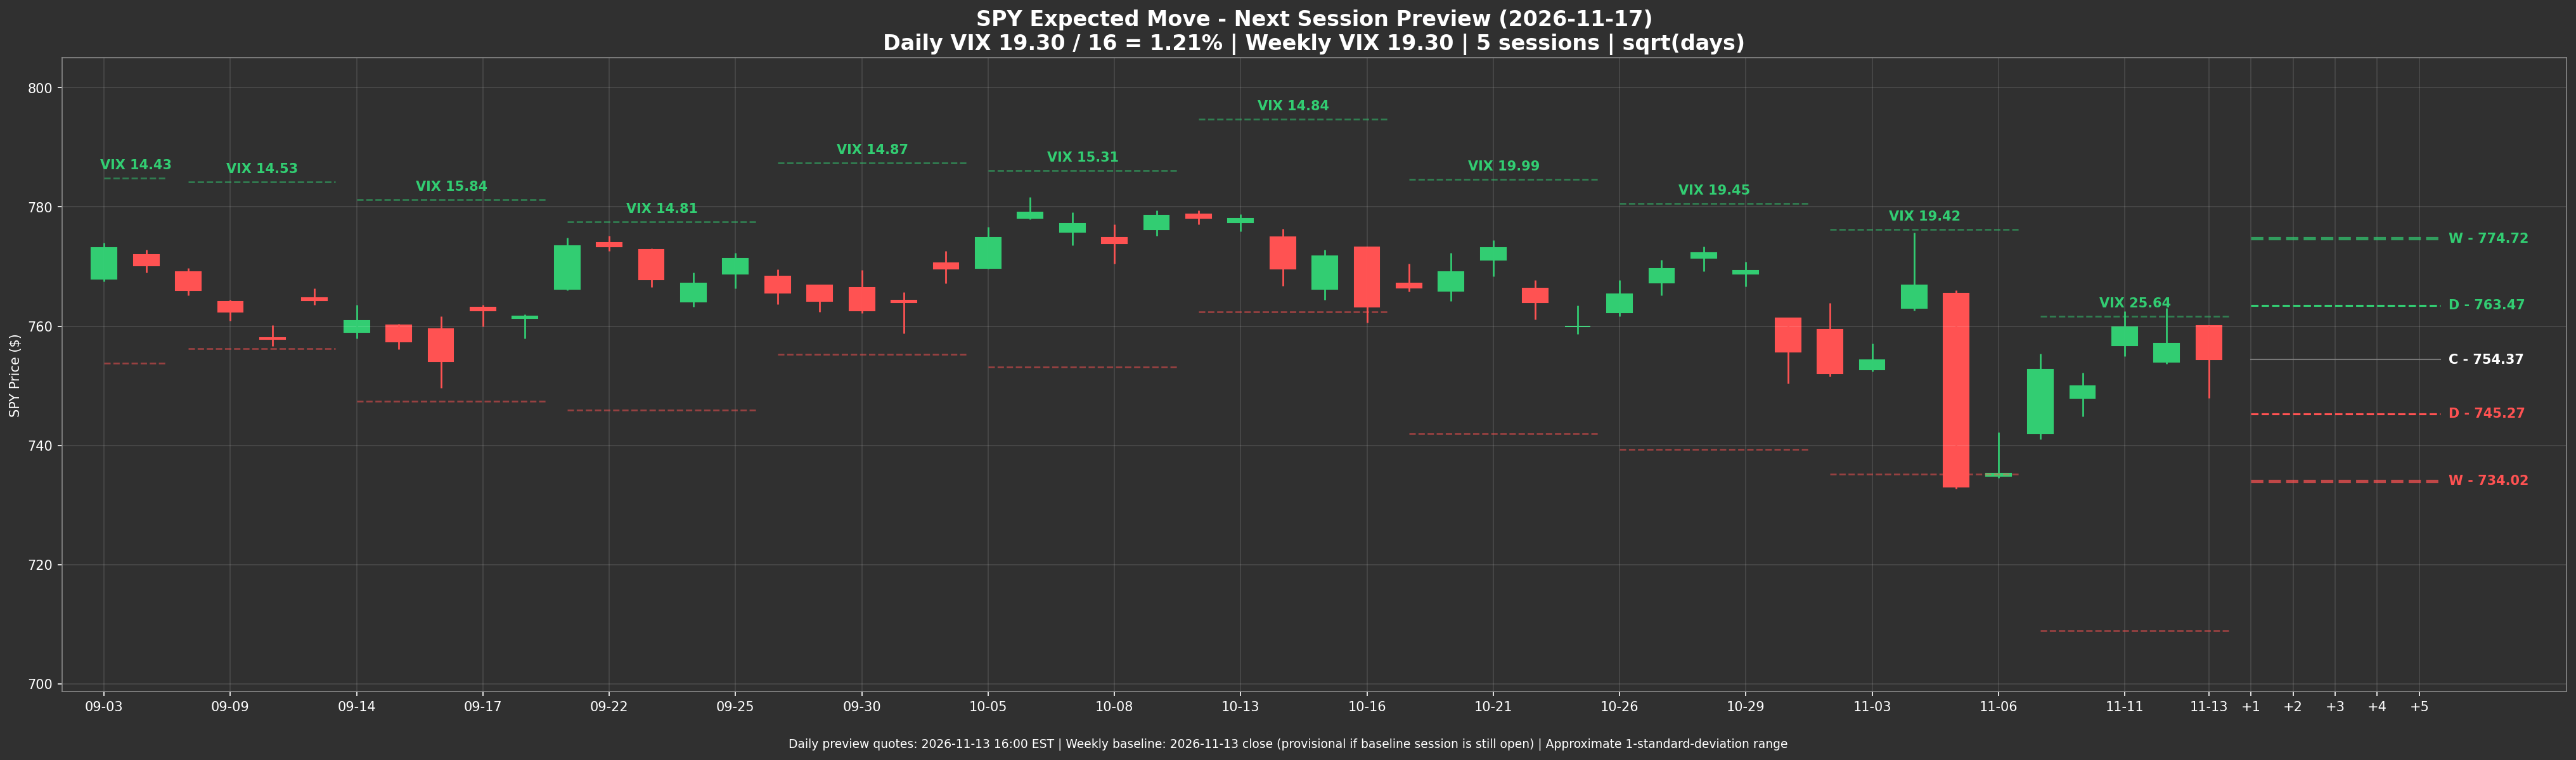 SPY Expected Move - Next Session Preview (2026-11-17)
Daily VIX 19.30 / 16 = 1.21% | Weekly VIX 19.30 | 5 sessions | sqrt(days)
SPY Price ($)
800
780
760
740
720
700
VIX 14.43
VIX 14.53
VIX 15.84
VIX 14.81
VIX 14.87
VIX 15.31
VIX 14.84
VIX 19.99
VIX 19.45
VIX 19.42
VIX 25.64
W - 774.72
D - 763.47
C - 754.37
D - 745.27
W - 734.02
09-03 09-09 09-14 09-17 09-22 09-25 09-30 10-05 10-08 10-13 10-16 10-21 10-26 10-29 11-03 11-06 11-11 11-13 +1 +2 +3 +4 +5
Daily preview quotes: 2026-11-13 16:00 EST | Weekly baseline: 2026-11-13 close (provisional if baseline session is still open) | Approximate 1-standard-deviation range